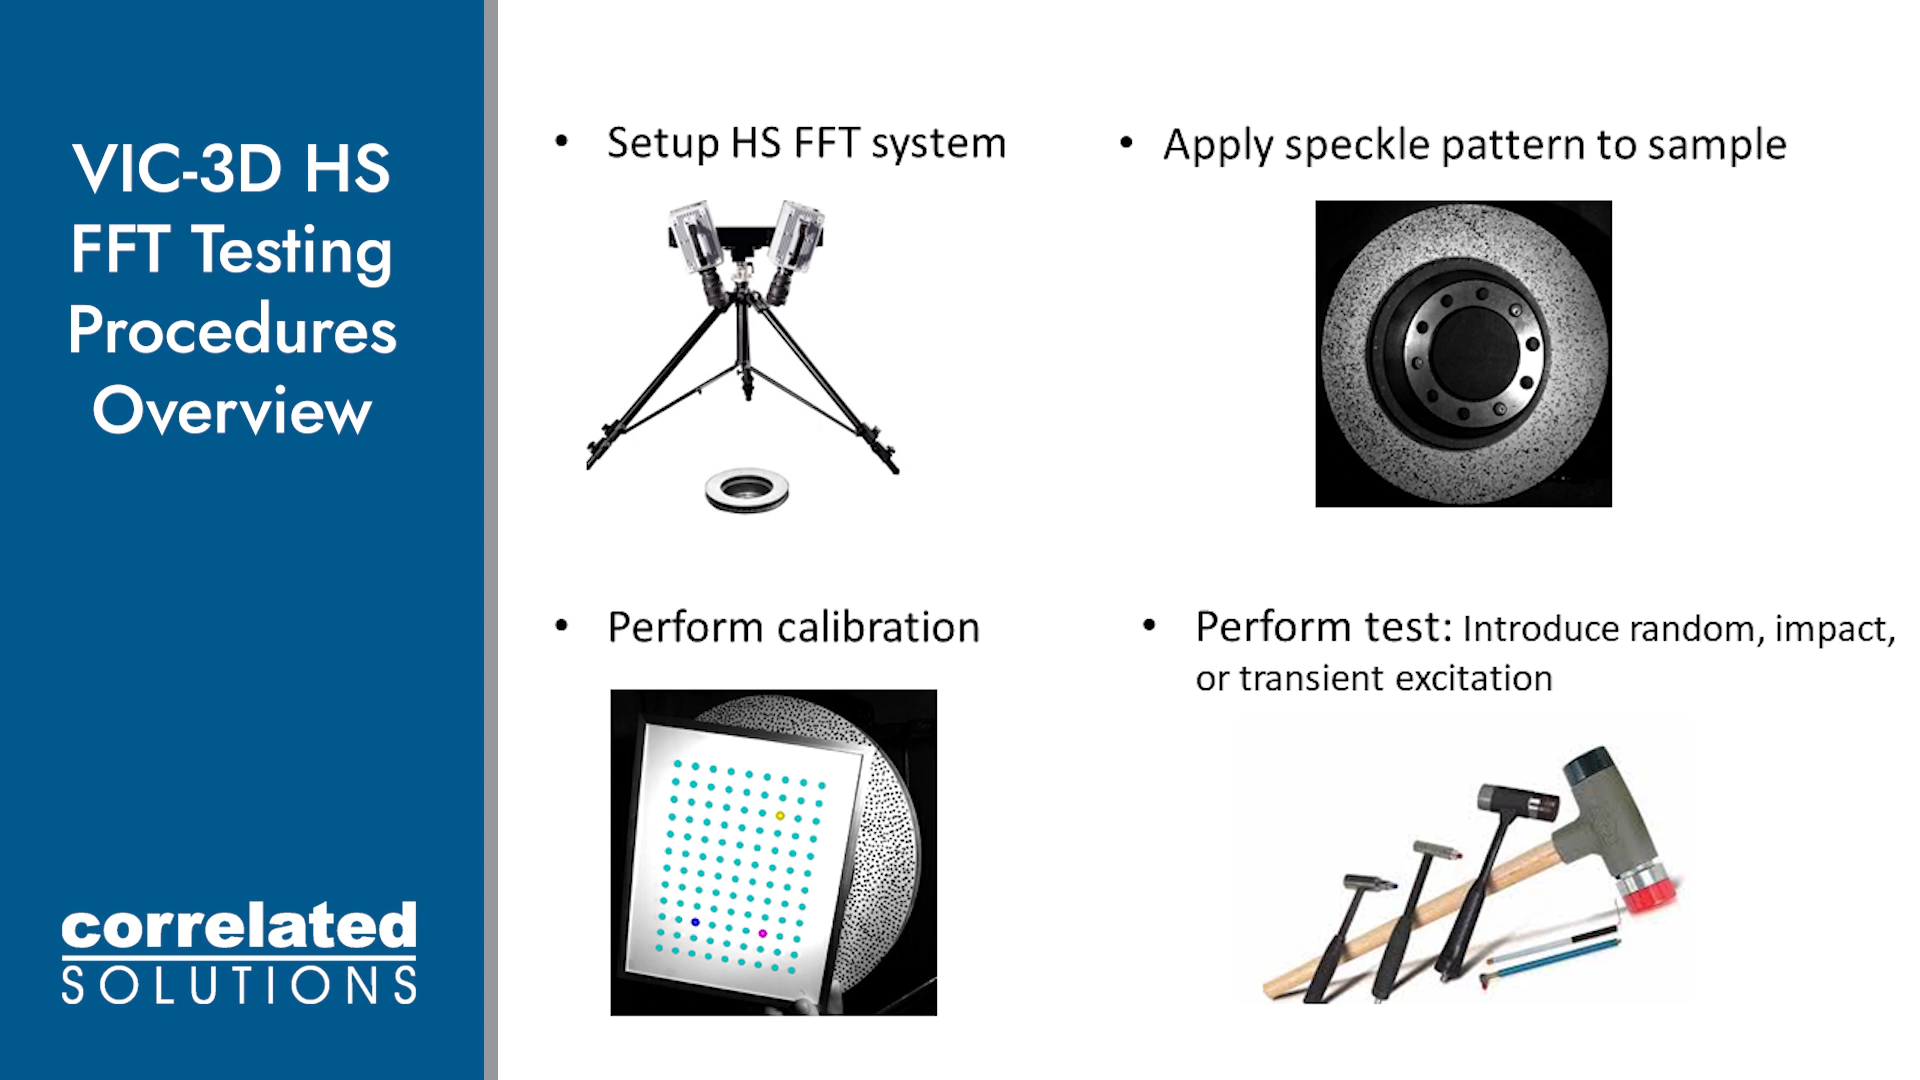 VIC-3D HS
FFT Testing
Procedures
Overview
correlated
SOLUTIONS
• Setup HS FFT system
• Apply speckle pattern to sample
• Perform calibration
• Perform test: Introduce random, impact,
or transient excitation